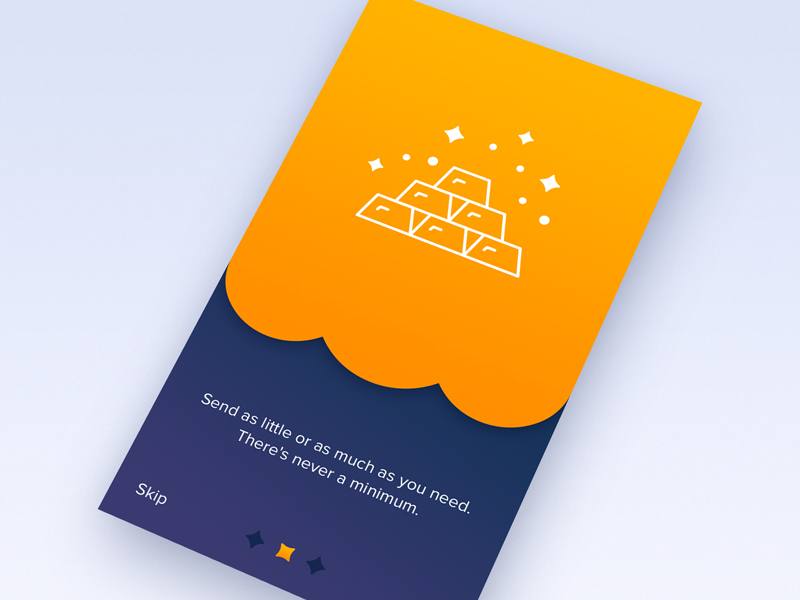 Send as little or as much as you need.
There's never a minimum.
Skip